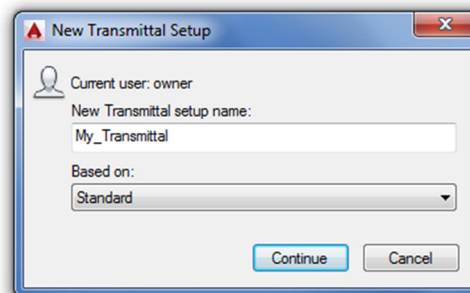 New Transmittal Setup
Current user: owner
New Transmittal setup name:
My_Transmittal
Based on:
Standard
Continue
Cancel